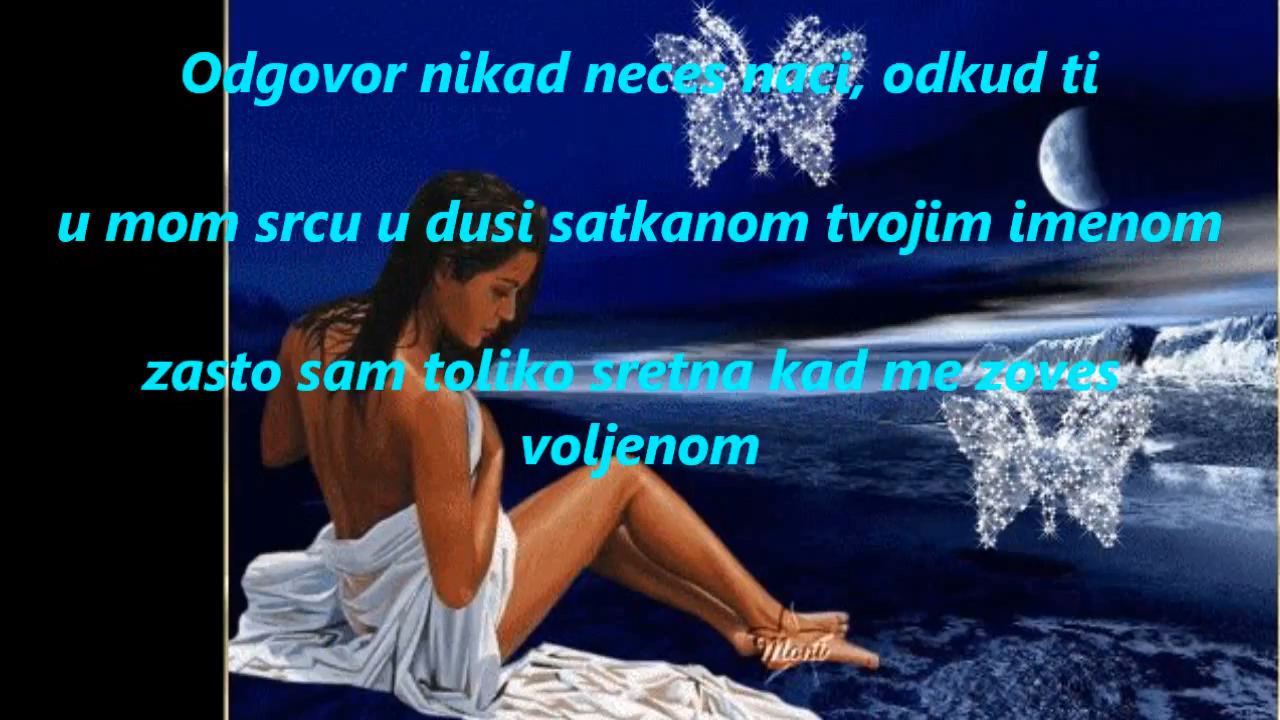 Odgovor nikad neces naci, odkud ti
u mom srcu u dusi satkanom tvojim imenom
zasto sam toliko sretna kad me zoves
voljenom
Moni